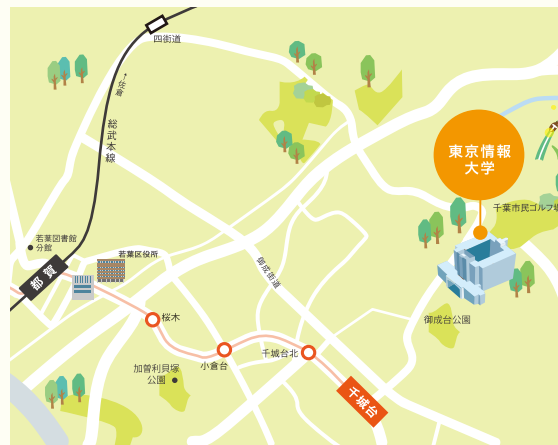 四街道
←佐倉
総武本線
東京情報
大学
千葉市民ゴルフ場
若葉図書館
分館
若葉区役所
都賀
御成街道
桜木
御成台公園
千城台北
小倉台
加曽利貝塚
公園
千城台